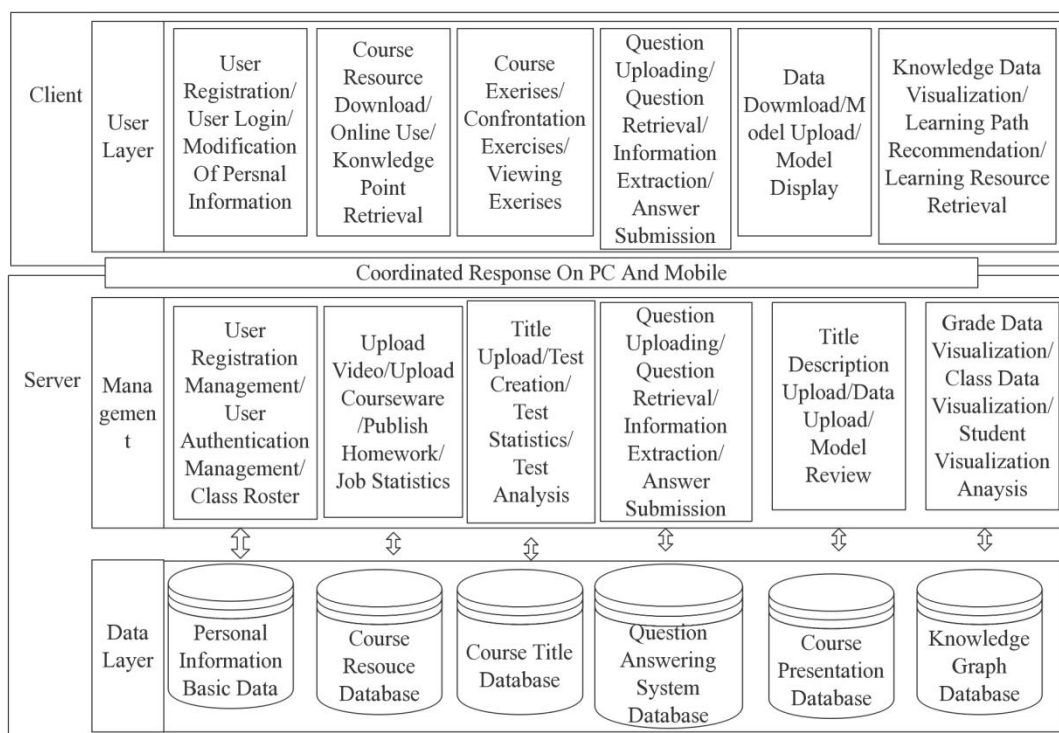 Client
User
Layer
User
Registration/
User Login/
Modification
Of Persnal
Information
Course
Resource
Download/
Online Use/
Konwledge
Point
Retrieval
Course
Exerises/
Confrontation
Exercises/
Viewing
Exerises
Question
Uploading/
Question
Retrieval/
Information
Extraction/
Answer
Submission
Data
Dowmload/M
odel Upload/
Model
Display
Knowledge Data
Visualization/
Learning Path
Recommendation/
Learning Resource
Retrieval
Coordinated Response On PC And Mobile
Server
Mana
gemen
t
User
Registration
Management/
User
Authentication
Management/
Class Roster
Upload
Video/Upload
Courseware
/Publish
Homework/
Job Statistics
Title
Upload/Test
Creation/
Test
Statistics/
Test
Analysis
Question
Uploading/
Question
Retrieval/
Information
Extraction/
Answer
Submission
Title
Description
Upload/Data
Upload/
Model
Review
Grade Data
Visualization/
Class Data
Visualization/
Student
Visualization
Anaysis
Data
Layer
Personal
Information
Basic Data
Course
Resouce
Database
Course Title
Database
Question
Answering
System
Database
Course
Presentation
Database
Knowledge
Graph
Database